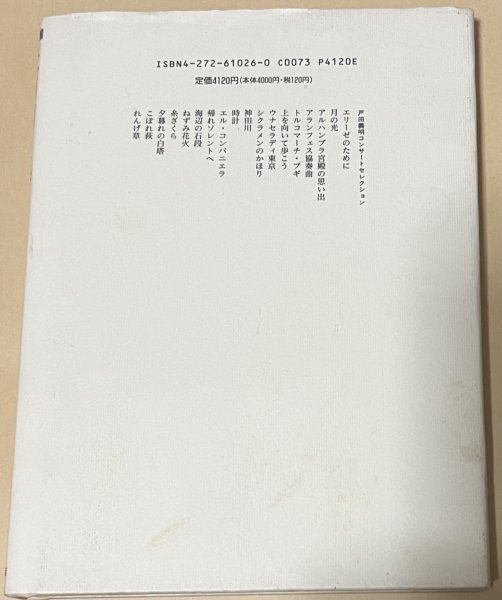 ISBN4-272-61026-0 C0073 P4120E
定価4120円(本体4000円・税120円)
戸田義明コンサートセレクション
エリーゼのために
月の光
アルハンブラ宮殿の思い出
アランフェス協奏曲
トルコマーチ・ブギ
上を向いて歩こう
ウナセラディ東京
シクラメンのかほり
神田川
時計
エル・コンパニエラ
帰れソレントへ
海辺の石段
ねずみ花火
糸ざくら
夕暮れの白塔
こぼれ萩
れんげ草